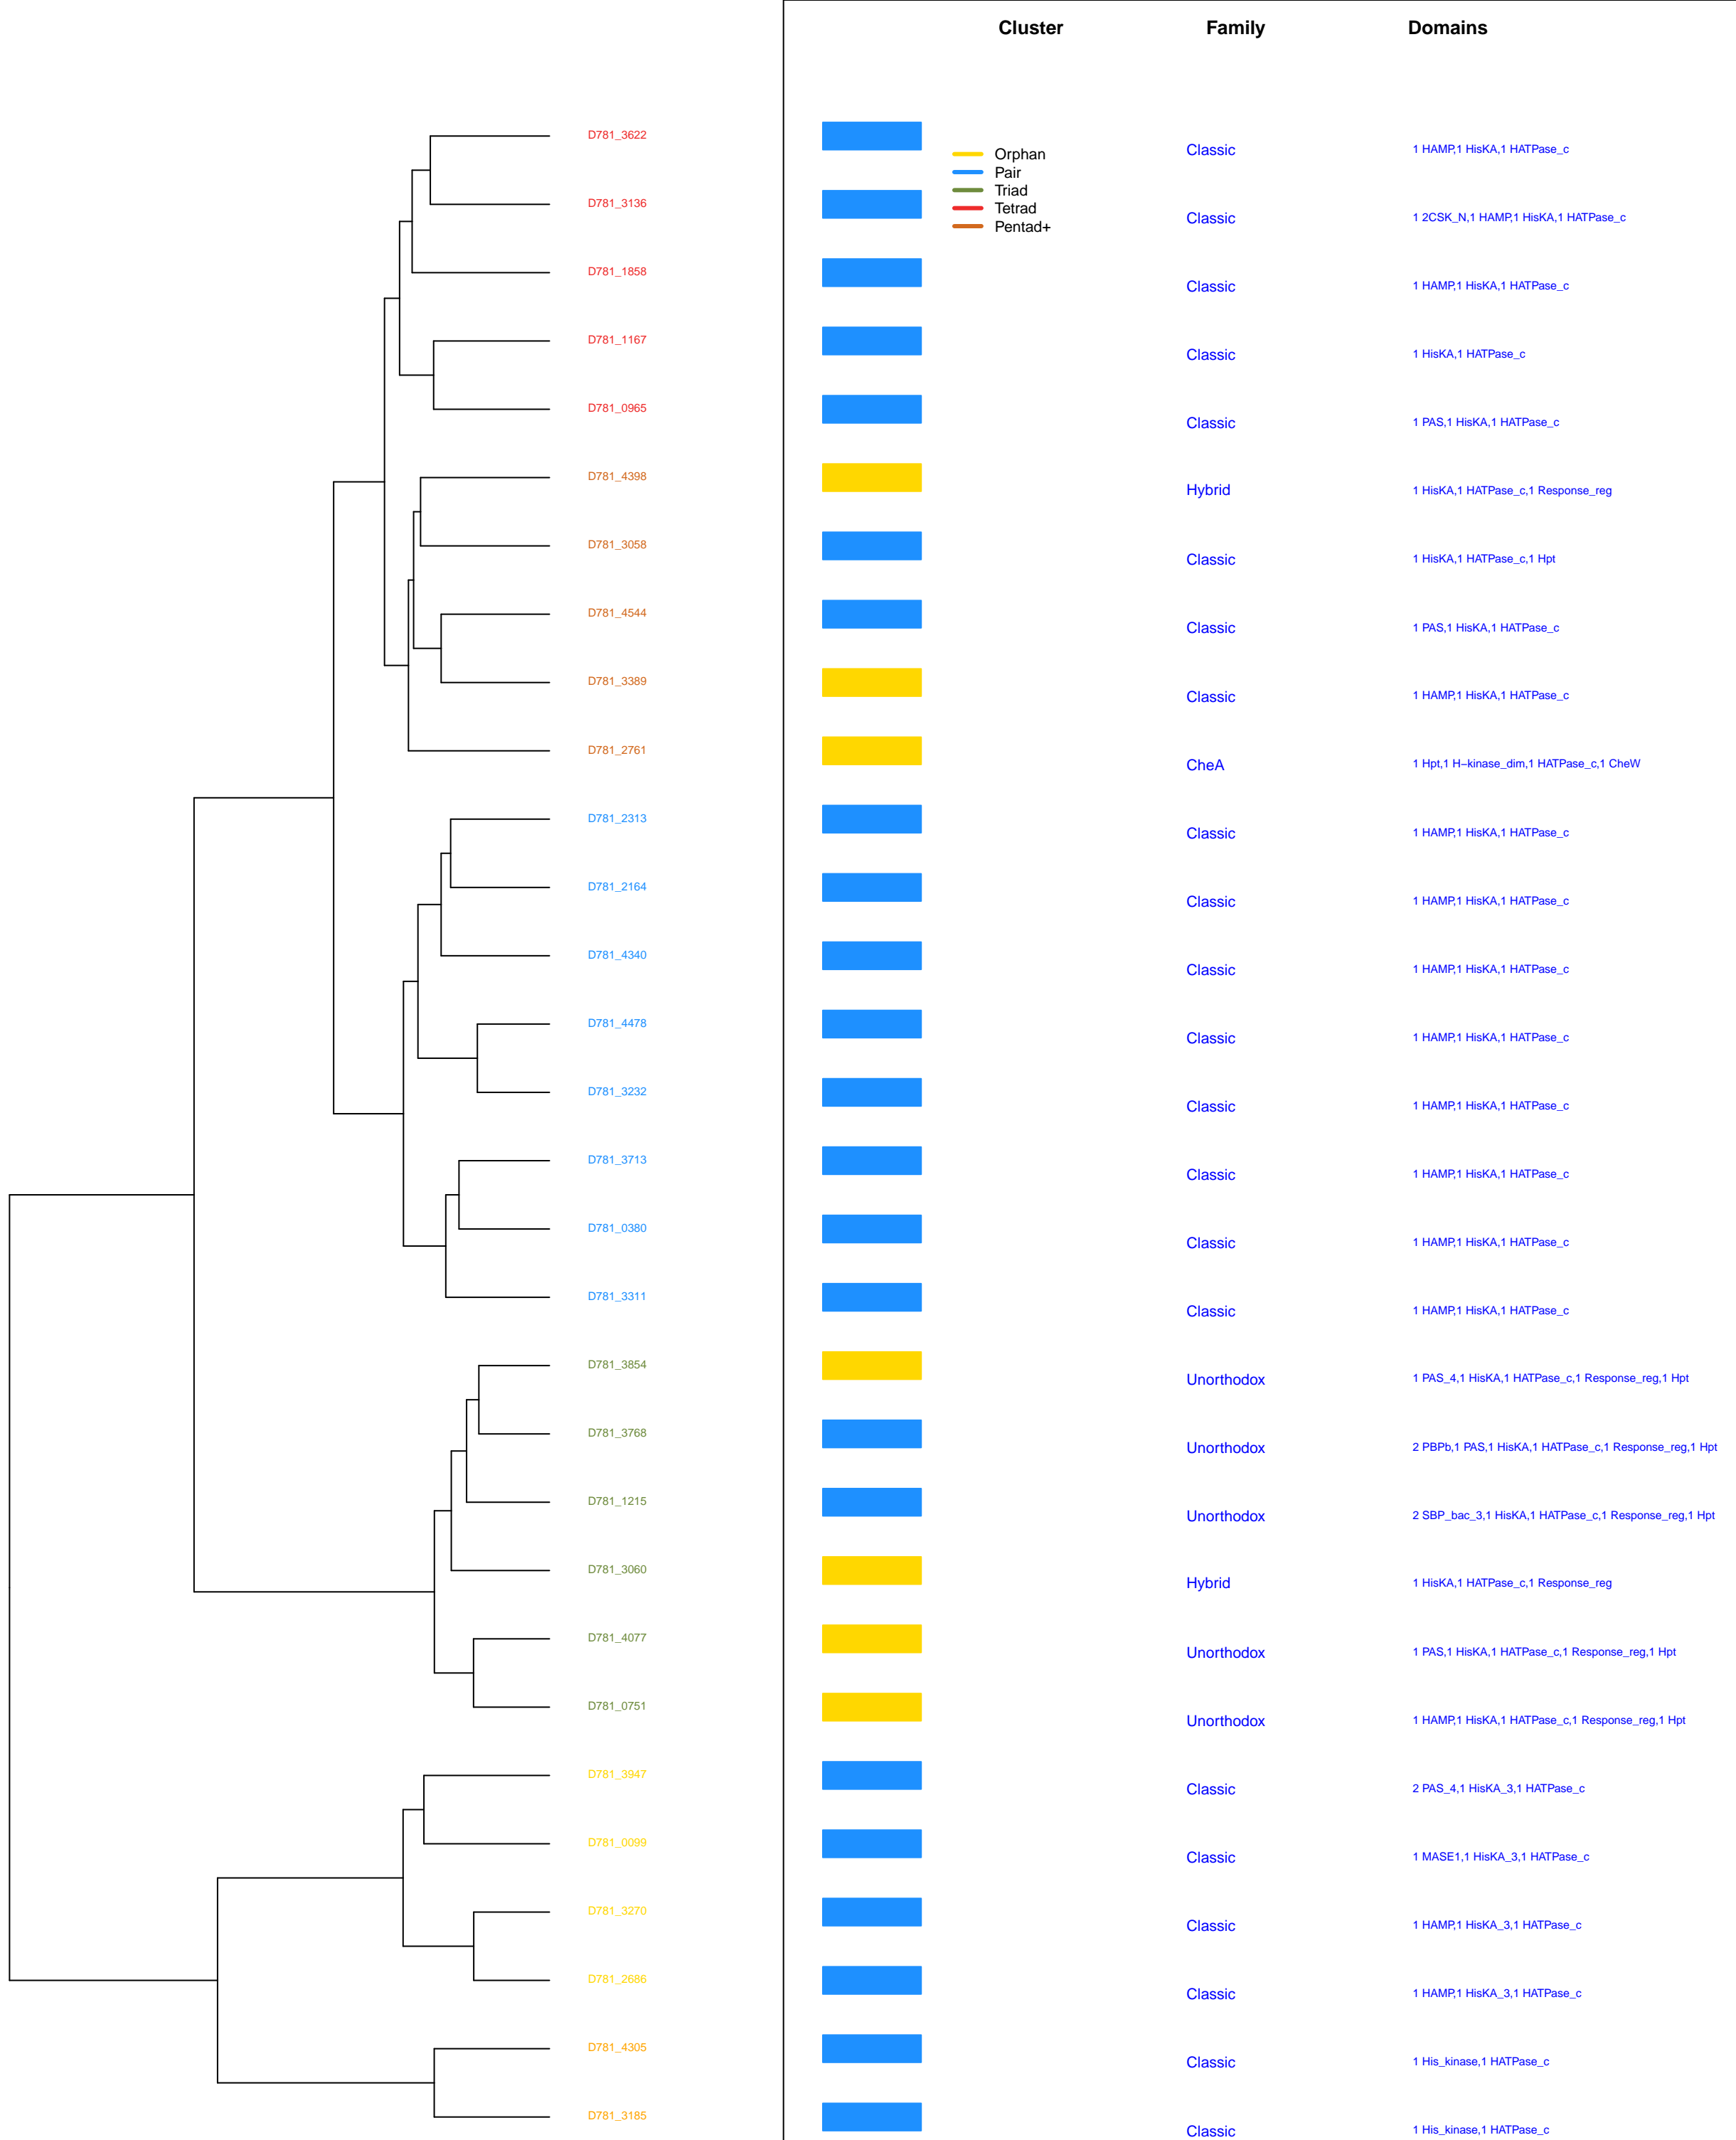 Cluster Family Domains
D781_3622 Classic 1 HAMP,1 HisKA,1 HATPase_c
Orphan
Pair
Triad
Tetrad
Pentad+
D781_3136 Classic 1 2CSK_N,1 HAMP,1 HisKA,1 HATPase_c
D781_1858 Classic 1 HAMP,1 HisKA,1 HATPase_c
D781_1167 Classic 1 HisKA,1 HATPase_c
D781_0965 Classic 1 PAS,1 HisKA,1 HATPase_c
D781_4398 Hybrid 1 HisKA,1 HATPase_c,1 Response_reg
D781_3058 Classic 1 HisKA,1 HATPase_c,1 Hpt
D781_4544 Classic 1 PAS,1 HisKA,1 HATPase_c
D781_3389 Classic 1 HAMP,1 HisKA,1 HATPase_c
D781_2761 CheA 1 Hpt,1 H−kinase_dim,1 HATPase_c,1 CheW
D781_2313 Classic 1 HAMP,1 HisKA,1 HATPase_c
D781_2164 Classic 1 HAMP,1 HisKA,1 HATPase_c
D781_4340 Classic 1 HAMP,1 HisKA,1 HATPase_c
D781_4478 Classic 1 HAMP,1 HisKA,1 HATPase_c
D781_3232 Classic 1 HAMP,1 HisKA,1 HATPase_c
D781_3713 Classic 1 HAMP,1 HisKA,1 HATPase_c
D781_0380 Classic 1 HAMP,1 HisKA,1 HATPase_c
D781_3311 Classic 1 HAMP,1 HisKA,1 HATPase_c
D781_3854 Unorthodox 1 PAS_4,1 HisKA,1 HATPase_c,1 Response_reg,1 Hpt
D781_3768 Unorthodox 2 PBPb,1 PAS,1 HisKA,1 HATPase_c,1 Response_reg,1 Hpt
D781_1215 Unorthodox 2 SBP_bac_3,1 HisKA,1 HATPase_c,1 Response_reg,1 Hpt
D781_3060 Hybrid 1 HisKA,1 HATPase_c,1 Response_reg
D781_4077 Unorthodox 1 PAS,1 HisKA,1 HATPase_c,1 Response_reg,1 Hpt
D781_0751 Unorthodox 1 HAMP,1 HisKA,1 HATPase_c,1 Response_reg,1 Hpt
D781_3947 Classic 2 PAS_4,1 HisKA_3,1 HATPase_c
D781_0099 Classic 1 MASE1,1 HisKA_3,1 HATPase_c
D781_3270 Classic 1 HAMP,1 HisKA_3,1 HATPase_c
D781_2686 Classic 1 HAMP,1 HisKA_3,1 HATPase_c
D781_4305 Classic 1 His_kinase,1 HATPase_c
D781_3185 Classic 1 His_kinase,1 HATPase_c